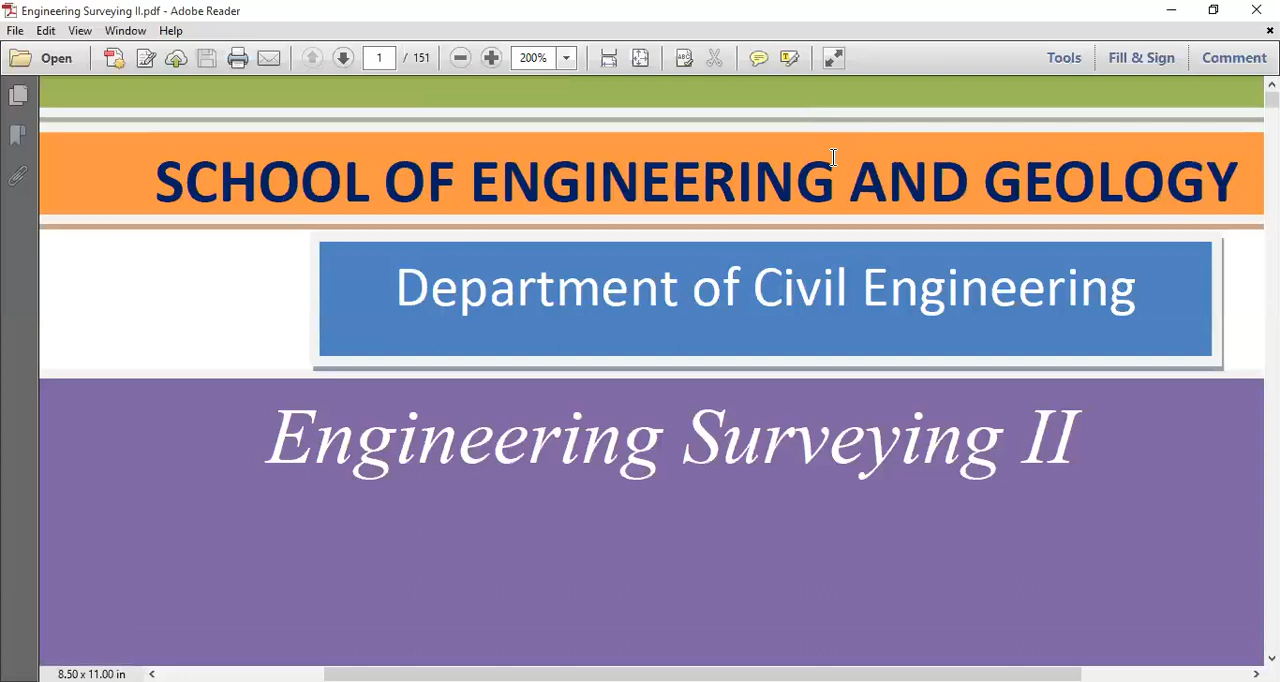 Engineering Surveying II.pdf - Adobe Reader
File Edit View Window Help
Open 1 / 151 200% Tools Fill & Sign Comment
SCHOOL OF ENGINEERING AND GEOLOGY
Department of Civil Engineering
Engineering Surveying II
8.50 x 11.00 in